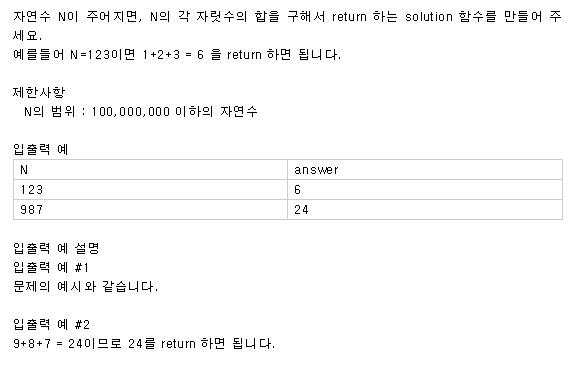 자연수 N이 주어지면, N의 각 자릿수의 합을 구해서 return 하는 solution 함수를 만들어 주
세요.
예를들어 N=123이면 1+2+3 = 6 을 return 하면 됩니다.
제한사항
N의 범위 : 100,000,000 이하의 자연수
입출력 예
N answer
123 6
987 24
입출력 예 설명
입출력 예 #1
문제의 예시와 같습니다.
입출력 예 #2
9+8+7 = 24이므로 24를 return 하면 됩니다.